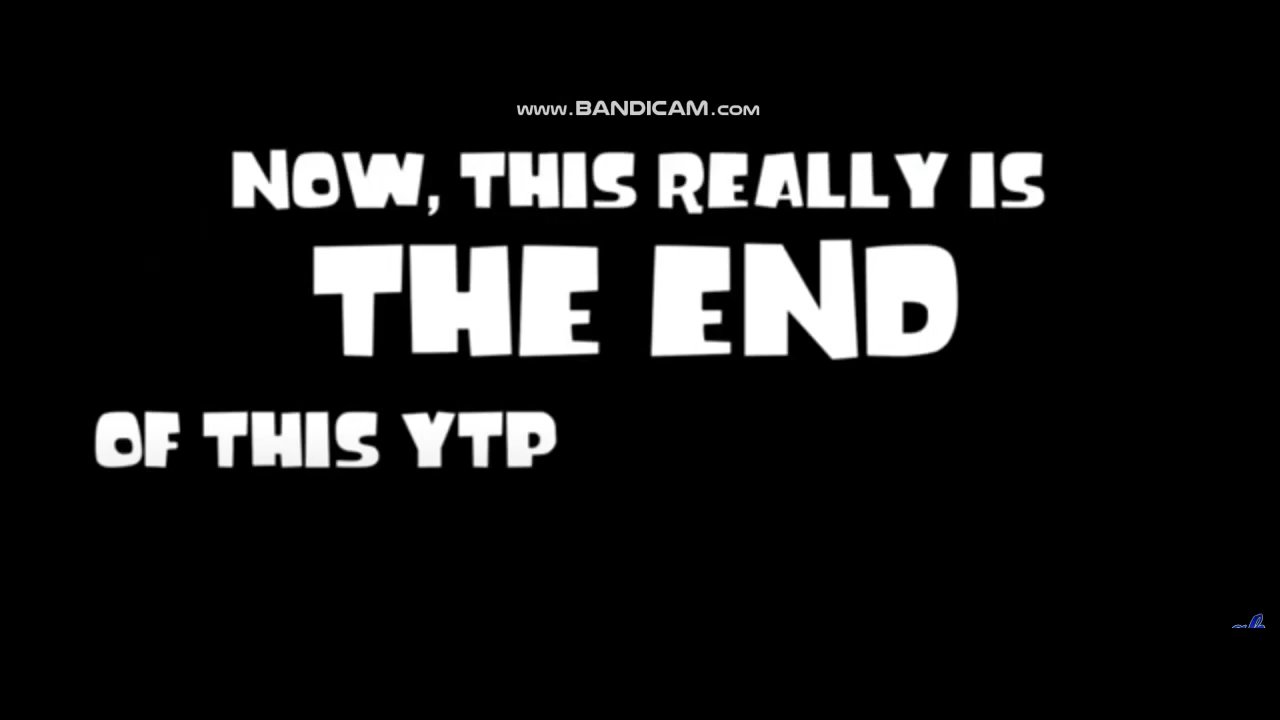 www.BANDICAM.com
NOW, THIS REALLY IS
THE END
OF THIS YTP